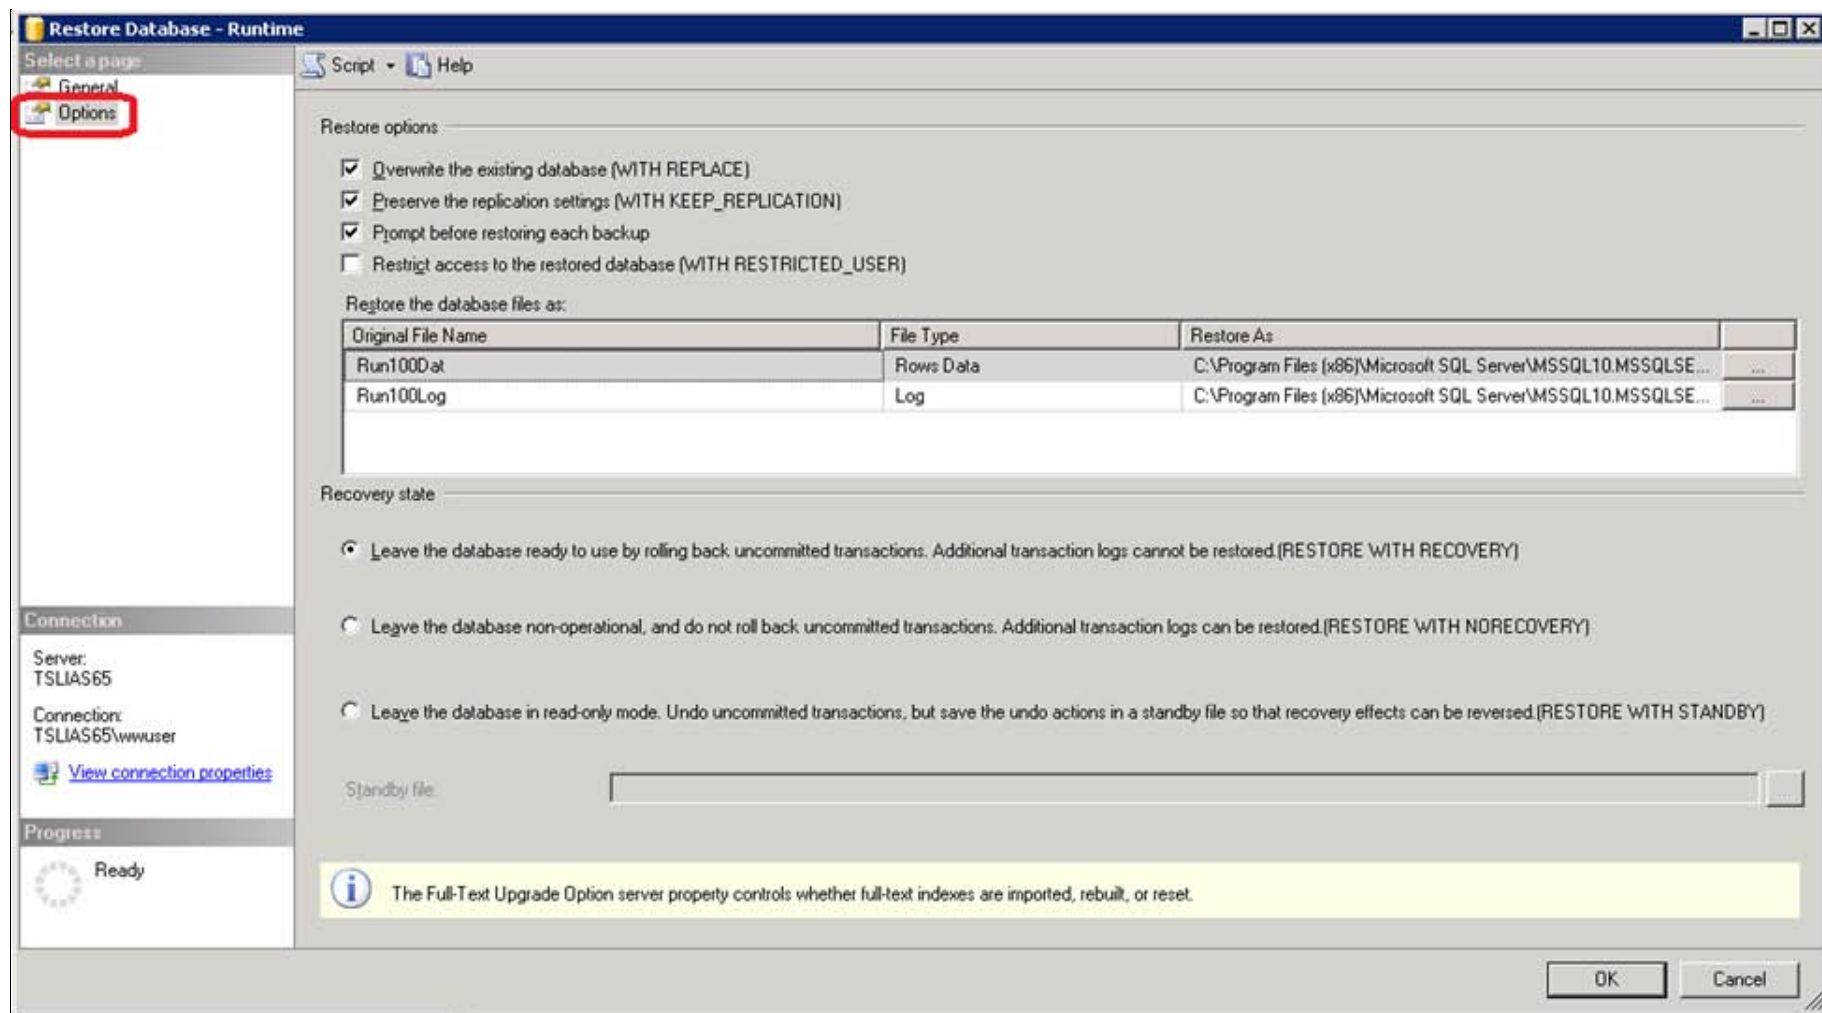 Restore Database - Runtime
Select a page
General
Options
Script Help
Restore options
Overwrite the existing database (WITH REPLACE)
Preserve the replication settings (WITH KEEP_REPLICATION)
Prompt before restoring each backup
Restrict access to the restored database (WITH RESTRICTED_USER)
Restore the database files as:
Original File Name File Type Restore As
Run100Dat Rows Data C:\Program Files (x86)\Microsoft SQL Server\MSSQL10.MSSQLSE... ...
Run100Log Log C:\Program Files (x86)\Microsoft SQL Server\MSSQL10.MSSQLSE... ...
Recovery state
Leave the database ready to use by rolling back uncommitted transactions. Additional transaction logs cannot be restored.(RESTORE WITH RECOVERY)
Leave the database non-operational, and do not roll back uncommitted transactions. Additional transaction logs can be restored.(RESTORE WITH NORECOVERY)
Leave the database in read-only mode. Undo uncommitted transactions, but save the undo actions in a standby file so that recovery effects can be reversed.(RESTORE WITH STANDBY)
Standby file: ...
The Full-Text Upgrade Option server property controls whether full-text indexes are imported, rebuilt, or reset.
Connection
Server:
TSLIAS65
Connection:
TSLIAS65\wwuser
View connection properties
Progress
Ready
OK Cancel